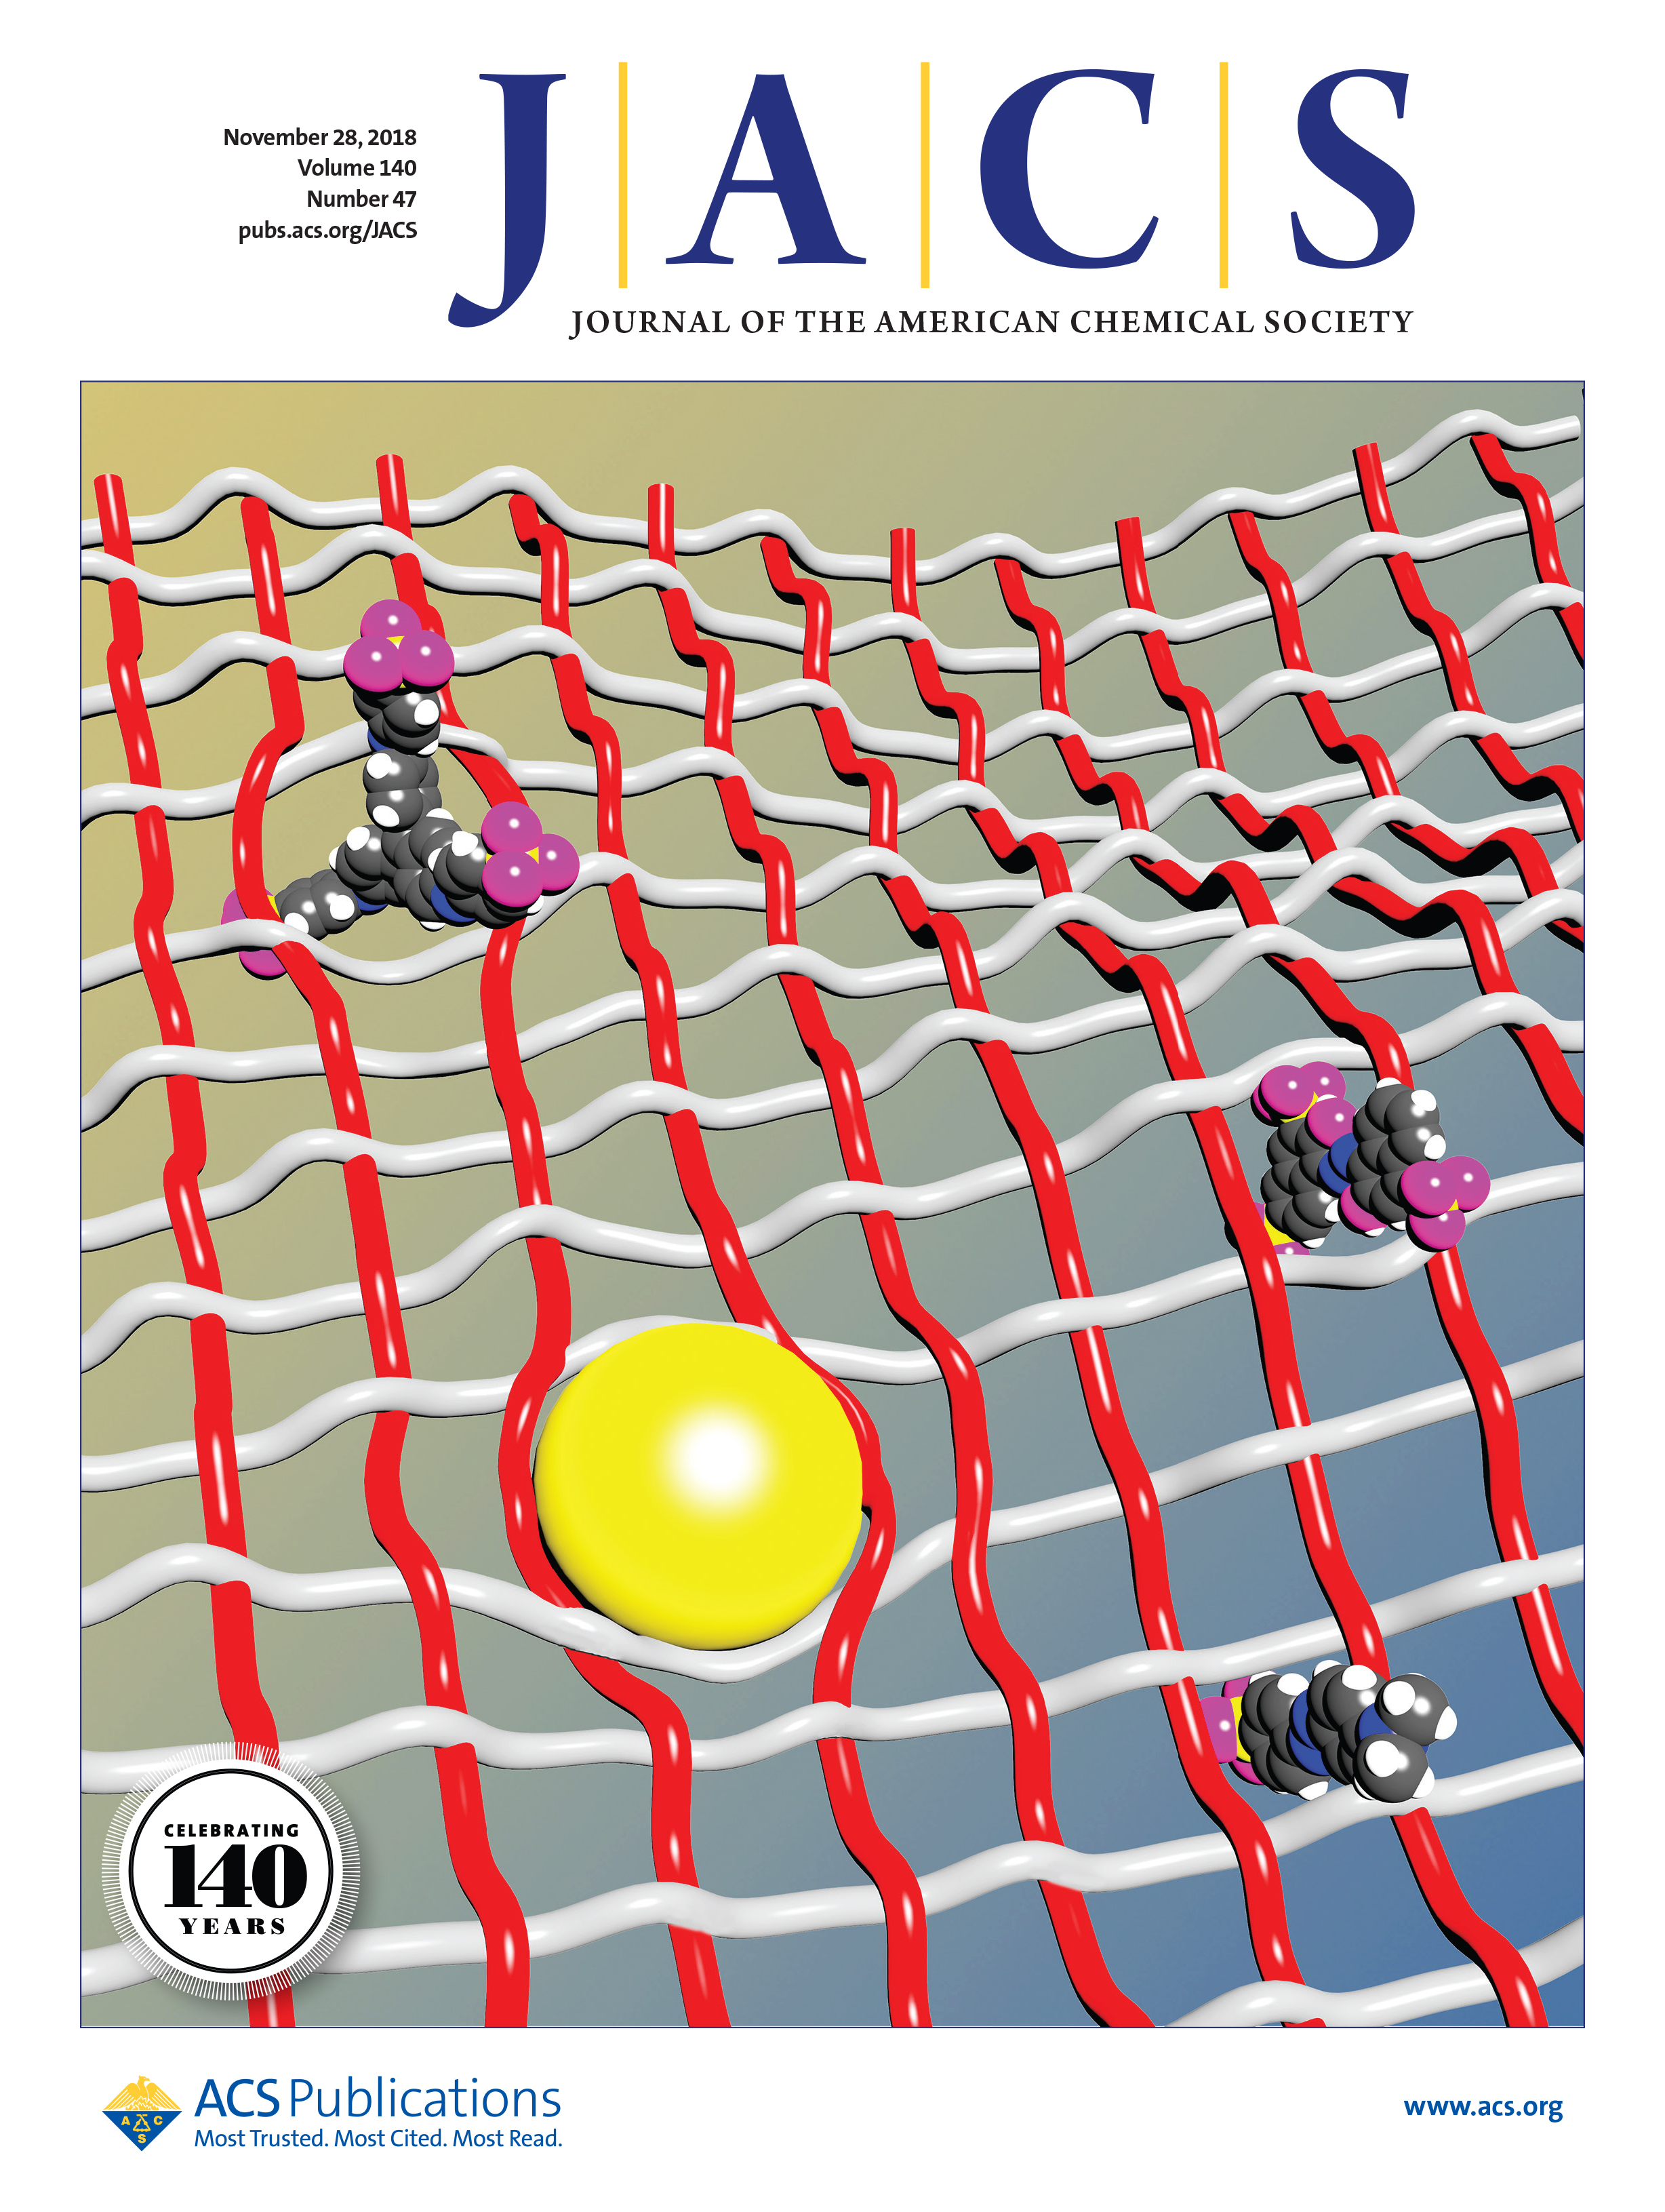 November 28, 2018
Volume 140
Number 47
pubs.acs.org/JACS
J|A|C|S
JOURNAL OF THE AMERICAN CHEMICAL SOCIETY
CELEBRATING
140
YEARS
A C
S
ACS Publications
Most Trusted. Most Cited. Most Read.
www.acs.org